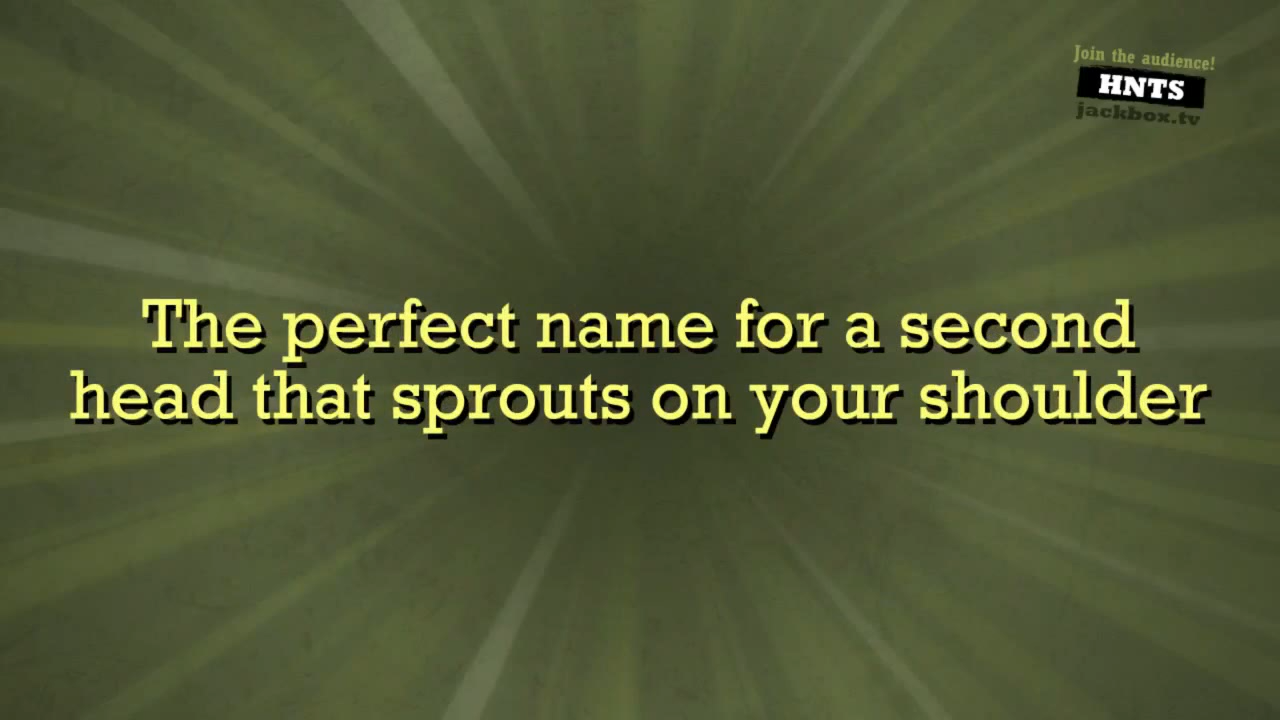 Join the audience!
HNTS
jackbox.tv
The perfect name for a second
head that sprouts on your shoulder